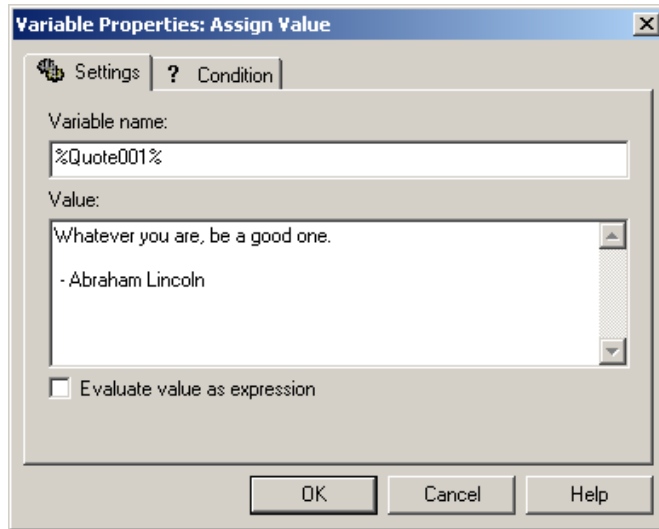 Variable Properties: Assign Value
Settings ? Condition
Variable name:
%Quote001%
Value:
Whatever you are, be a good one.
- Abraham Lincoln
Evaluate value as expression
OK Cancel Help